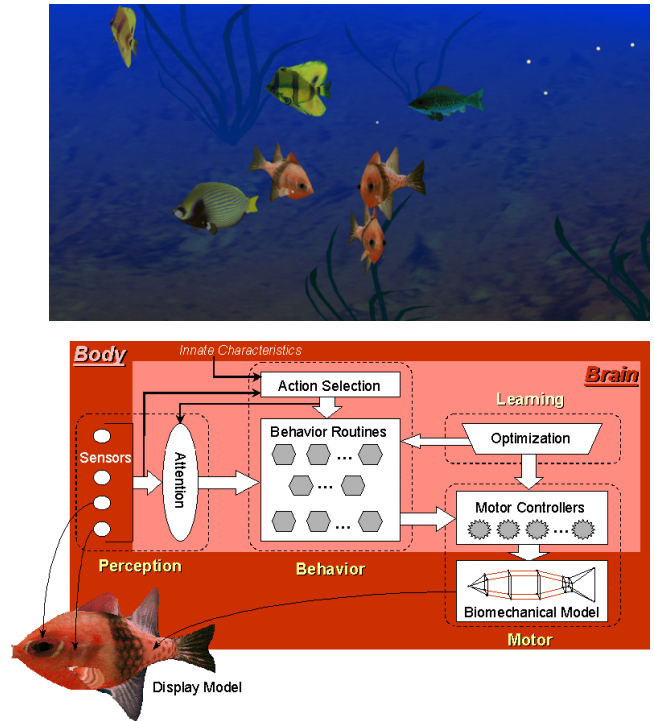 Body
Innate Characteristics
Brain
Action Selection
Learning
Behavior Routines
Optimization
Sensors
Attention
Motor Controllers
Perception
Behavior
Biomechanical Model
Motor
Display Model